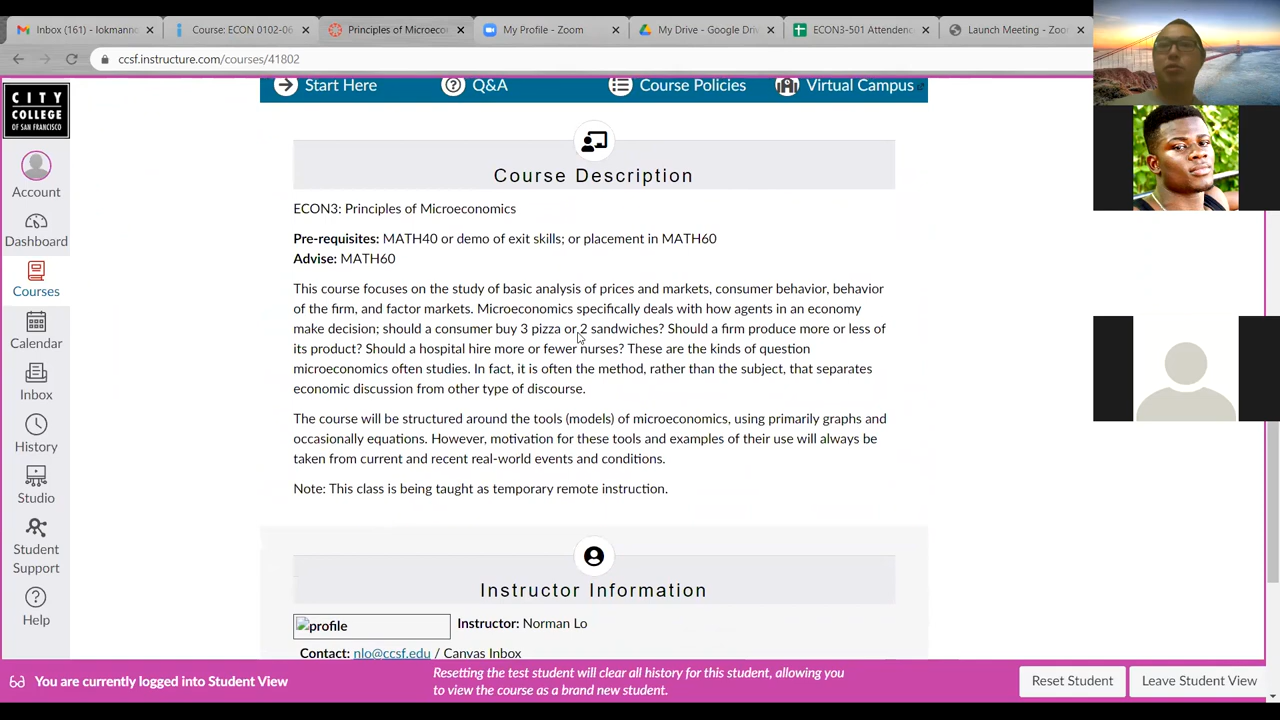 Inbox (161) - lokmannc
Course: ECON 0102-06
Principles of Microeconom
My Profile - Zoom
My Drive - Google Drive
ECON3-501 Attendenc
Launch Meeting - Zoo
ccsf.instructure.com/courses/41802
Start Here
Q&A
Course Policies
Virtual Campus
CITY
COLLEGE
OF SAN FRANCISCO
Account
Dashboard
Courses
Calendar
Inbox
History
Studio
Student
Support
Help
Course Description
ECON3: Principles of Microeconomics
Pre-requisites: MATH40 or demo of exit skills; or placement in MATH60
Advise: MATH60
This course focuses on the study of basic analysis of prices and markets, consumer behavior, behavior
of the firm, and factor markets. Microeconomics specifically deals with how agents in an economy
make decision; should a consumer buy 3 pizza or 2 sandwiches? Should a firm produce more or less of
its product? Should a hospital hire more or fewer nurses? These are the kinds of question
microeconomics often studies. In fact, it is often the method, rather than the subject, that separates
economic discussion from other type of discourse.
The course will be structured around the tools (models) of microeconomics, using primarily graphs and
occasionally equations. However, motivation for these tools and examples of their use will always be
taken from current and recent real-world events and conditions.
Note: This class is being taught as temporary remote instruction.
Instructor Information
profile
Instructor: Norman Lo
Contact: nlo@ccsf.edu / Canvas Inbox
You are currently logged into Student View
Resetting the test student will clear all history for this student, allowing you
to view the course as a brand new student.
Reset Student
Leave Student View